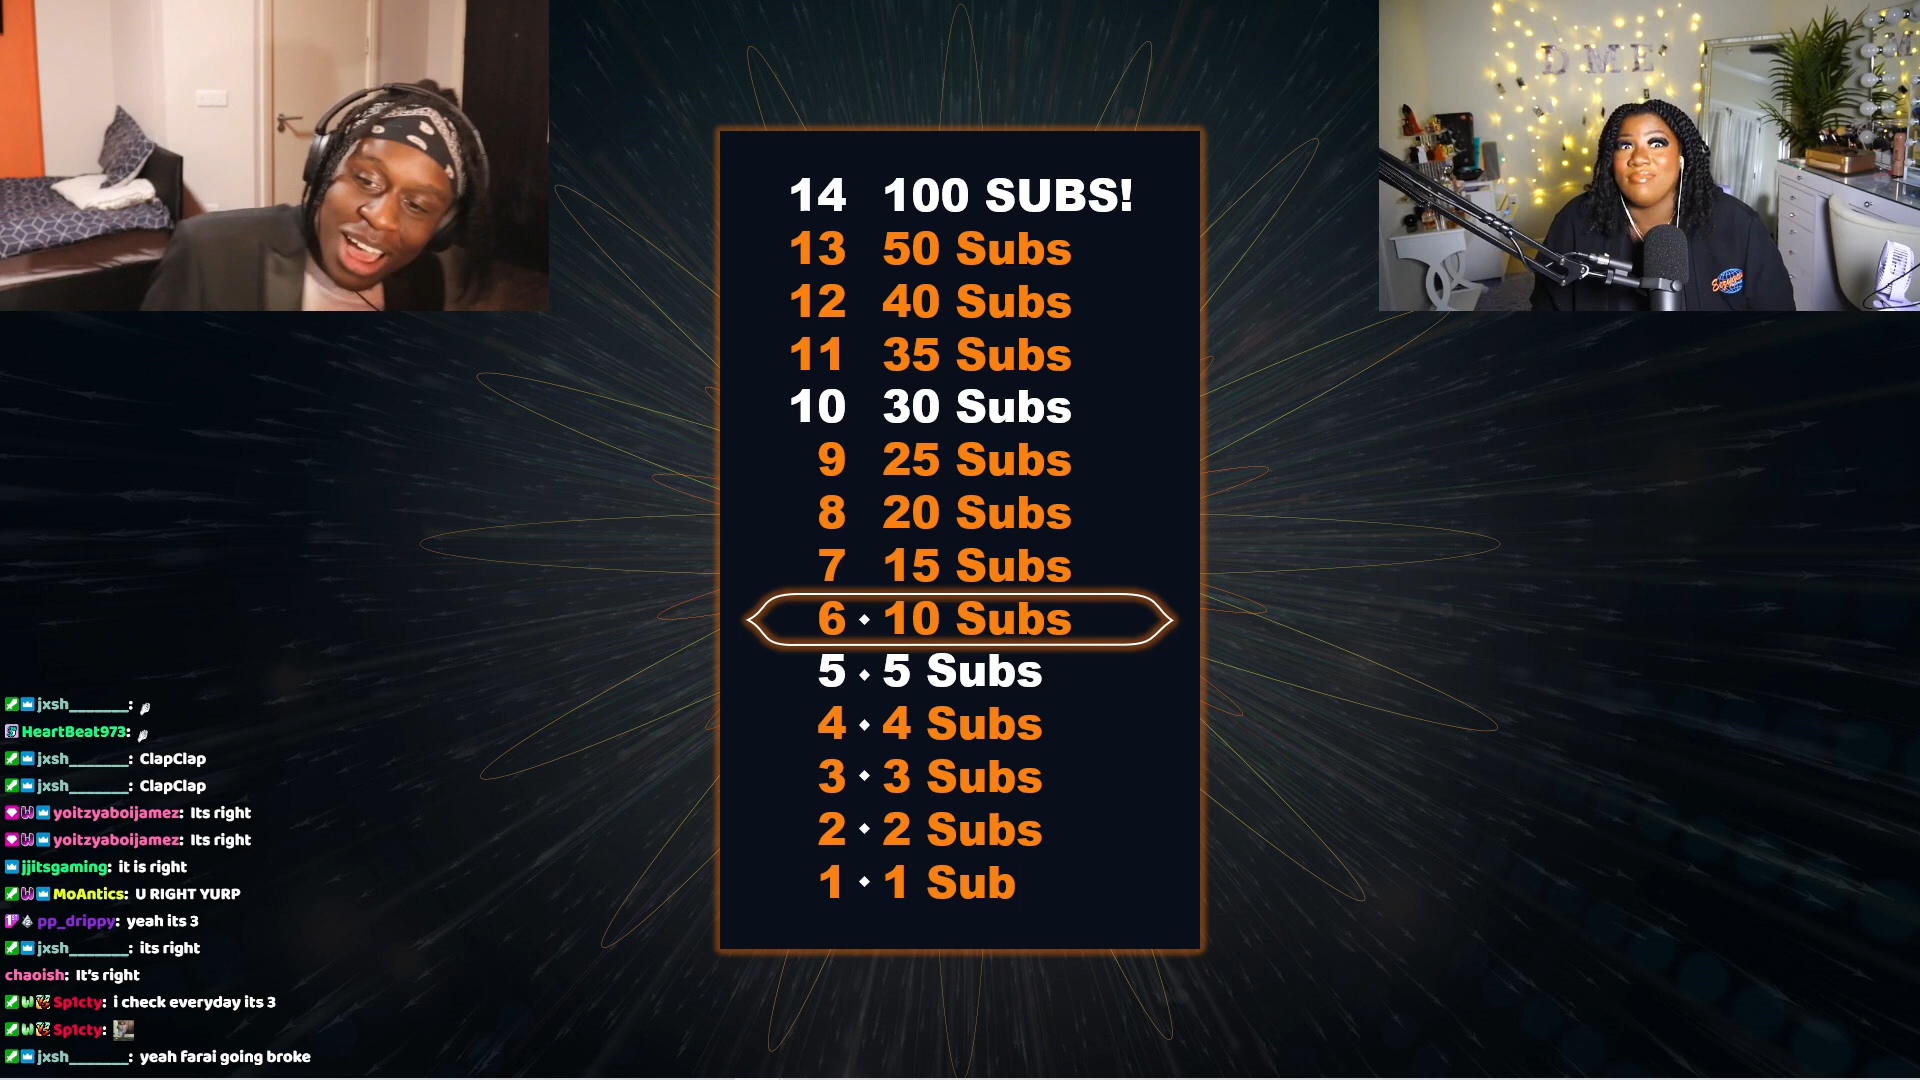 D ME
14 100 SUBS!
13 50 Subs
12 40 Subs
11 35 Subs
10 30 Subs
9 25 Subs
8 20 Subs
7 15 Subs
6 ◆ 10 Subs
5 ◆ 5 Subs
4 ◆ 4 Subs
3 ◆ 3 Subs
2 ◆ 2 Subs
1 ◆ 1 Sub
jxsh_______:
HeartBeat973:
jxsh_______: ClapClap
jxsh_______: ClapClap
yoitzyaboijamez: Its right
yoitzyaboijamez: Its right
jjitsgaming: it is right
MoAntics: U RIGHT YURP
pp_drippy: yeah its 3
jxsh_______: its right
chaoish: It's right
Sp1cty: i check everyday its 3
Sp1cty:
jxsh_______: yeah farai going broke